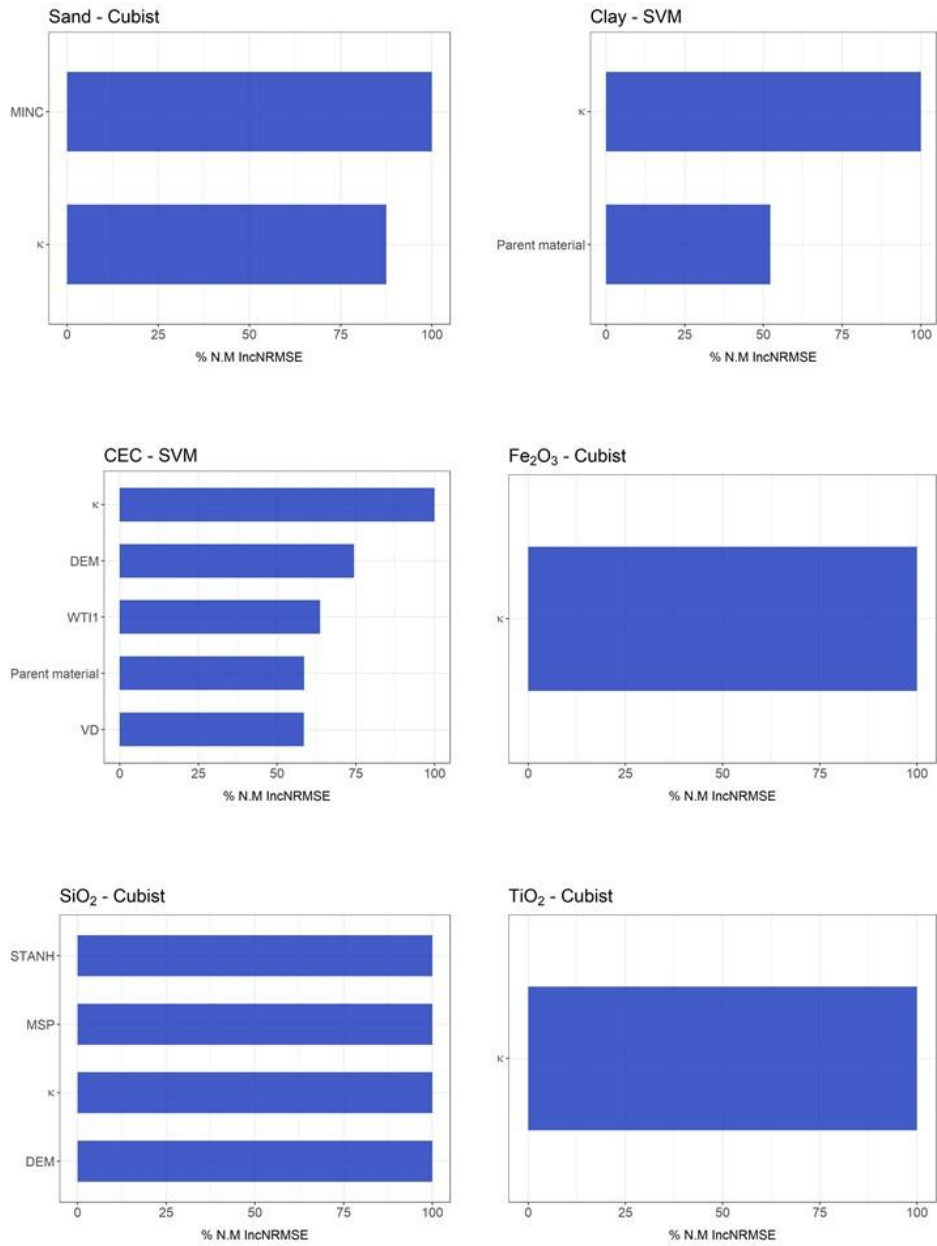 Sand - Cubist
MINC
κ
0 25 50 75 100
% N.M IncNRMSE
Clay - SVM
κ
Parent material
0 25 50 75 100
% N.M IncNRMSE
CEC - SVM
κ
DEM
WTI1
Parent material
VD
0 25 50 75 100
% N.M IncNRMSE
Fe₂O₃ - Cubist
κ
0 25 50 75 100
% N.M IncNRMSE
SiO₂ - Cubist
STANH
MSP
κ
DEM
0 25 50 75 100
% N.M IncNRMSE
TiO₂ - Cubist
κ
0 25 50 75 100
% N.M IncNRMSE